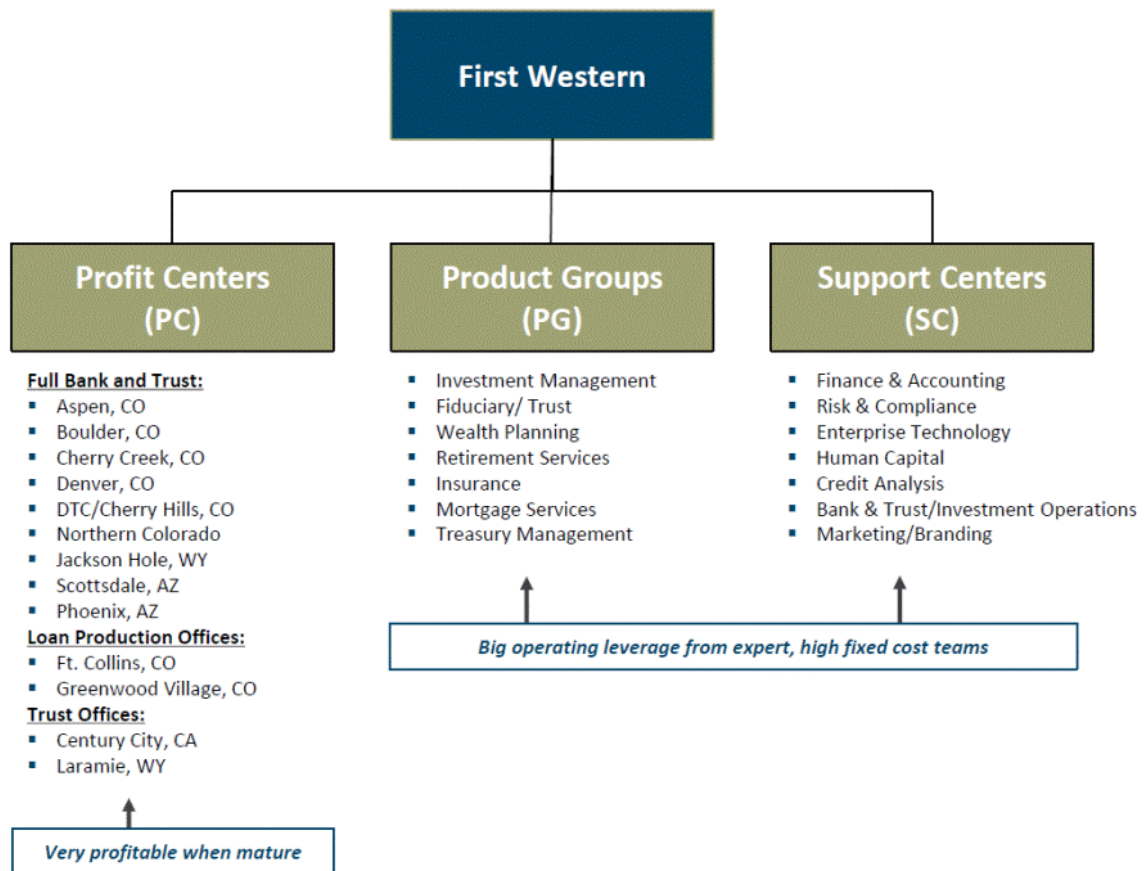 First Western
Profit Centers
(PC)
Full Bank and Trust:
▪ Aspen, CO
▪ Boulder, CO
▪ Cherry Creek, CO
▪ Denver, CO
▪ DTC/Cherry Hills, CO
▪ Northern Colorado
▪ Jackson Hole, WY
▪ Scottsdale, AZ
▪ Phoenix, AZ
Loan Production Offices:
▪ Ft. Collins, CO
▪ Greenwood Village, CO
Trust Offices:
▪ Century City, CA
▪ Laramie, WY
Very profitable when mature
Product Groups
(PG)
▪ Investment Management
▪ Fiduciary/ Trust
▪ Wealth Planning
▪ Retirement Services
▪ Insurance
▪ Mortgage Services
▪ Treasury Management
Support Centers
(SC)
▪ Finance & Accounting
▪ Risk & Compliance
▪ Enterprise Technology
▪ Human Capital
▪ Credit Analysis
▪ Bank & Trust/Investment Operations
▪ Marketing/Branding
Big operating leverage from expert, high fixed cost teams